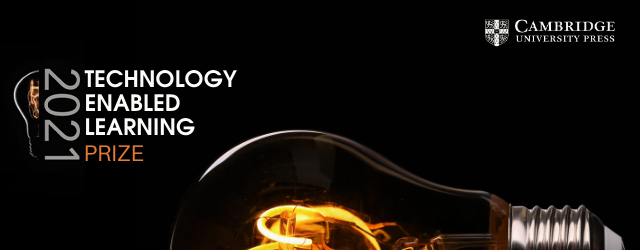 CAMBRIDGE
UNIVERSITY PRESS
2021
TECHNOLOGY
ENABLED
LEARNING
PRIZE